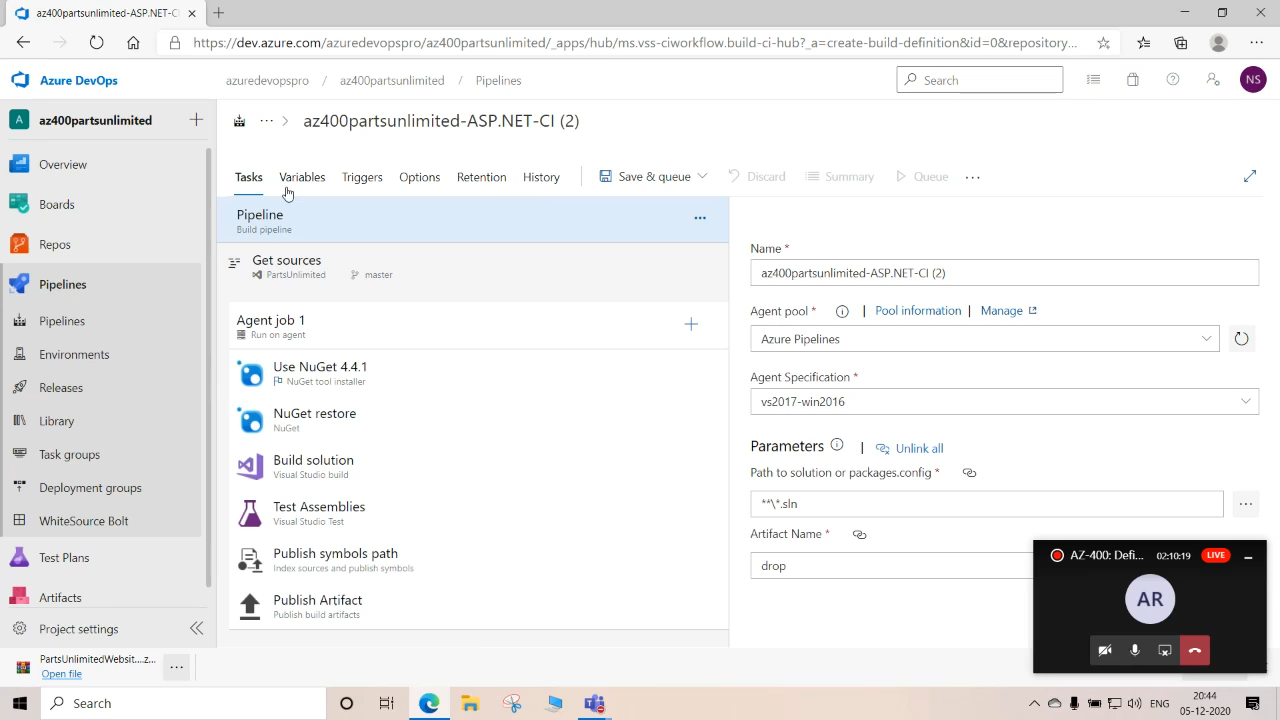 az400partsunlimited-ASP.NET-CI
https://dev.azure.com/azuredevopspro/az400partsunlimited/_apps/hub/ms.vss-ciworkflow.build-ci-hub?_a=create-build-definition&id=0&repository...
Azure DevOps
azuredevopspro / az400partsunlimited / Pipelines
Search
NS
A az400partsunlimited
Overview
Boards
Repos
Pipelines
Pipelines
Environments
Releases
Library
Task groups
Deployment groups
WhiteSource Bolt
Test Plans
Artifacts
Project settings
... > az400partsunlimited-ASP.NET-CI (2)
Tasks Variables Triggers Options Retention History Save & queue Discard Summary Queue ...
Pipeline
Build pipeline
Get sources
PartsUnlimited master
Agent job 1
Run on agent
Use NuGet 4.4.1
NuGet tool installer
NuGet restore
NuGet
Build solution
Visual Studio build
Test Assemblies
Visual Studio Test
Publish symbols path
Index sources and publish symbols
Publish Artifact
Publish build artifacts
Name *
az400partsunlimited-ASP.NET-CI (2)
Agent pool * | Pool information | Manage
Azure Pipelines
Agent Specification *
vs2017-win2016
Parameters | Unlink all
Path to solution or packages.config *
**\*.sln
Artifact Name *
drop
AZ-400: Defi... 02:10:19 LIVE
AR
PartsUnlimitedWebsit....z...
Open file
Search
ENG
20:44
05-12-2020